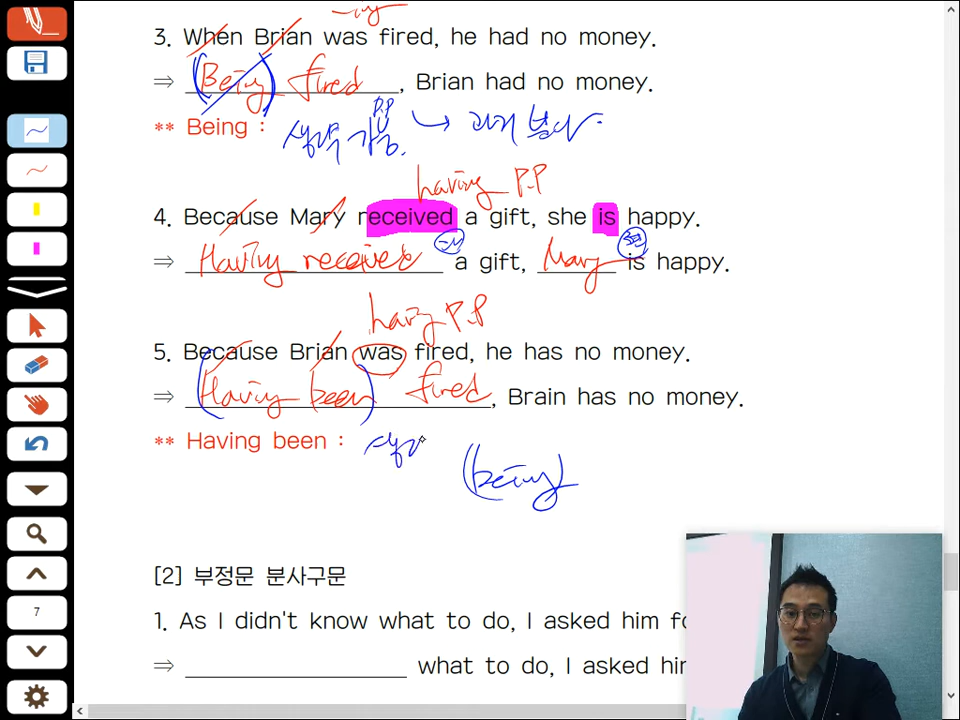 3. When Brian was fired, he had no money.
⇒ (Being) fired, Brian had no money.
P.P
** Being : 생략 가능.
having P.P
4. Because Mary received a gift, she is happy.
⇒ Having received a gift, Mary is happy.
having P.P
5. Because Brian was fired, he has no money.
⇒ (Having been) fired, Brain has no money.
** Having been :
(being)
[2] 부정문 분사구문
1. As I didn't know what to do, I asked him
⇒ what to do, I asked
7